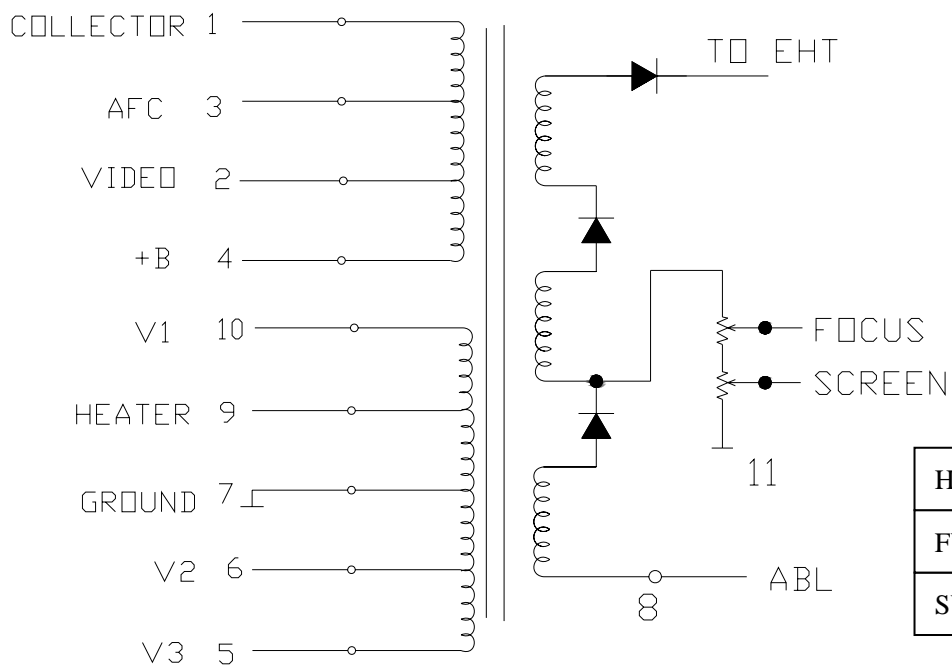 COLLECTOR 1
TO EHT
AFC 3
VIDEO 2
+B 4
V1 10
FOCUS
HEATER 9
SCREEN
GROUND 7
11
V2 6
ABL
8
V3 5
H
F
S